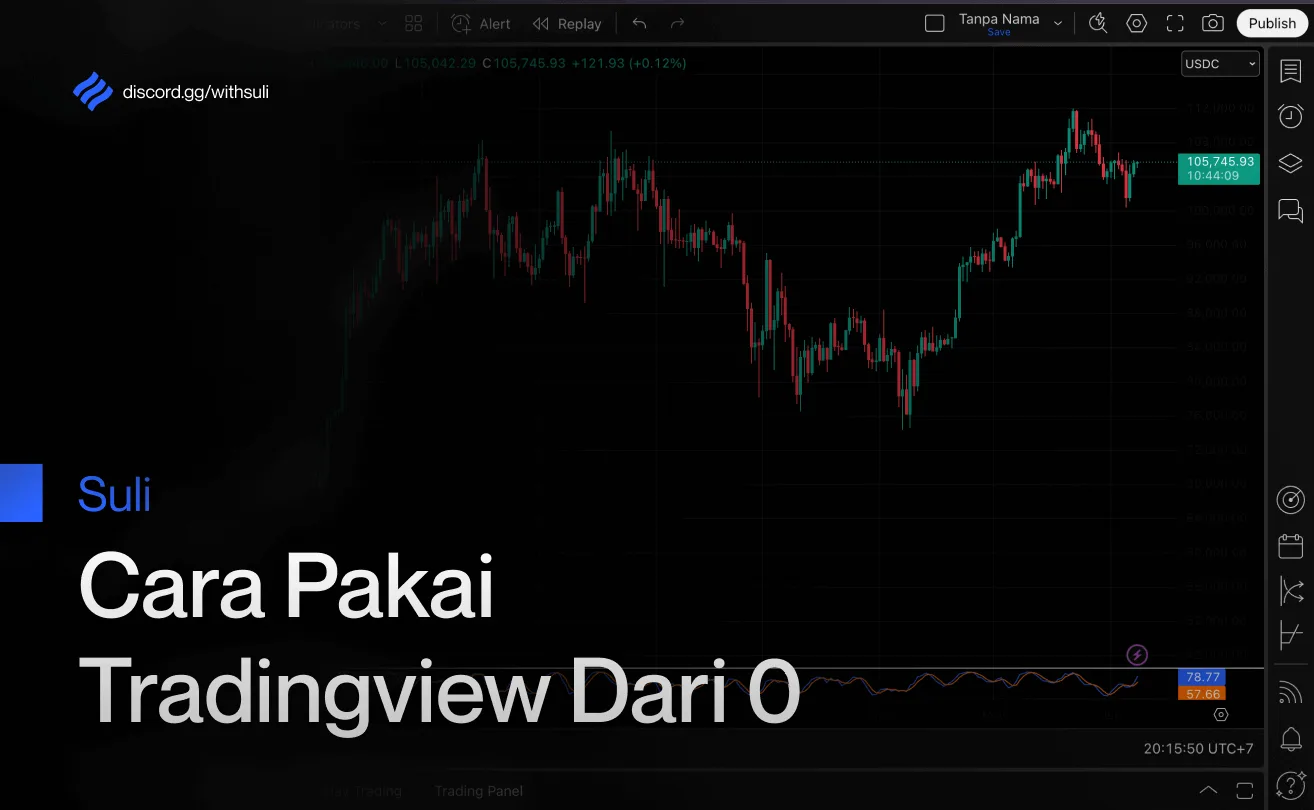 Alert
Replay
Tanpa Nama
Save
Publish
L105,042.29 C105,745.93 +121.93 (+0.12%)
USDC
discord.gg/withsuli
105,745.93
10:44:09
Suli
Cara Pakai
Tradingview Dari 0
78.77
57.66
20:15:50 UTC+7
Trading Panel